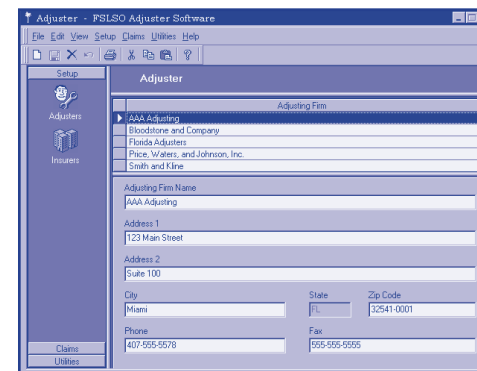 Adjuster - FSLSO Adjuster Software
File Edit View Setup Claims Utilities Help
Setup
Adjuster
Adjusters
Insurers
Adjusting Firm
AAA Adjusting
Bloodstone and Company
Florida Adjusters
Price, Waters, and Johnson, Inc.
Smith and Kline
Adjusting Firm Name
AAA Adjusting
Address 1
123 Main Street
Address 2
Suite 100
City State Zip Code
Miami FL 32541-0001
Phone Fax
407-555-5578 555-555-5555
Claims
Utilities